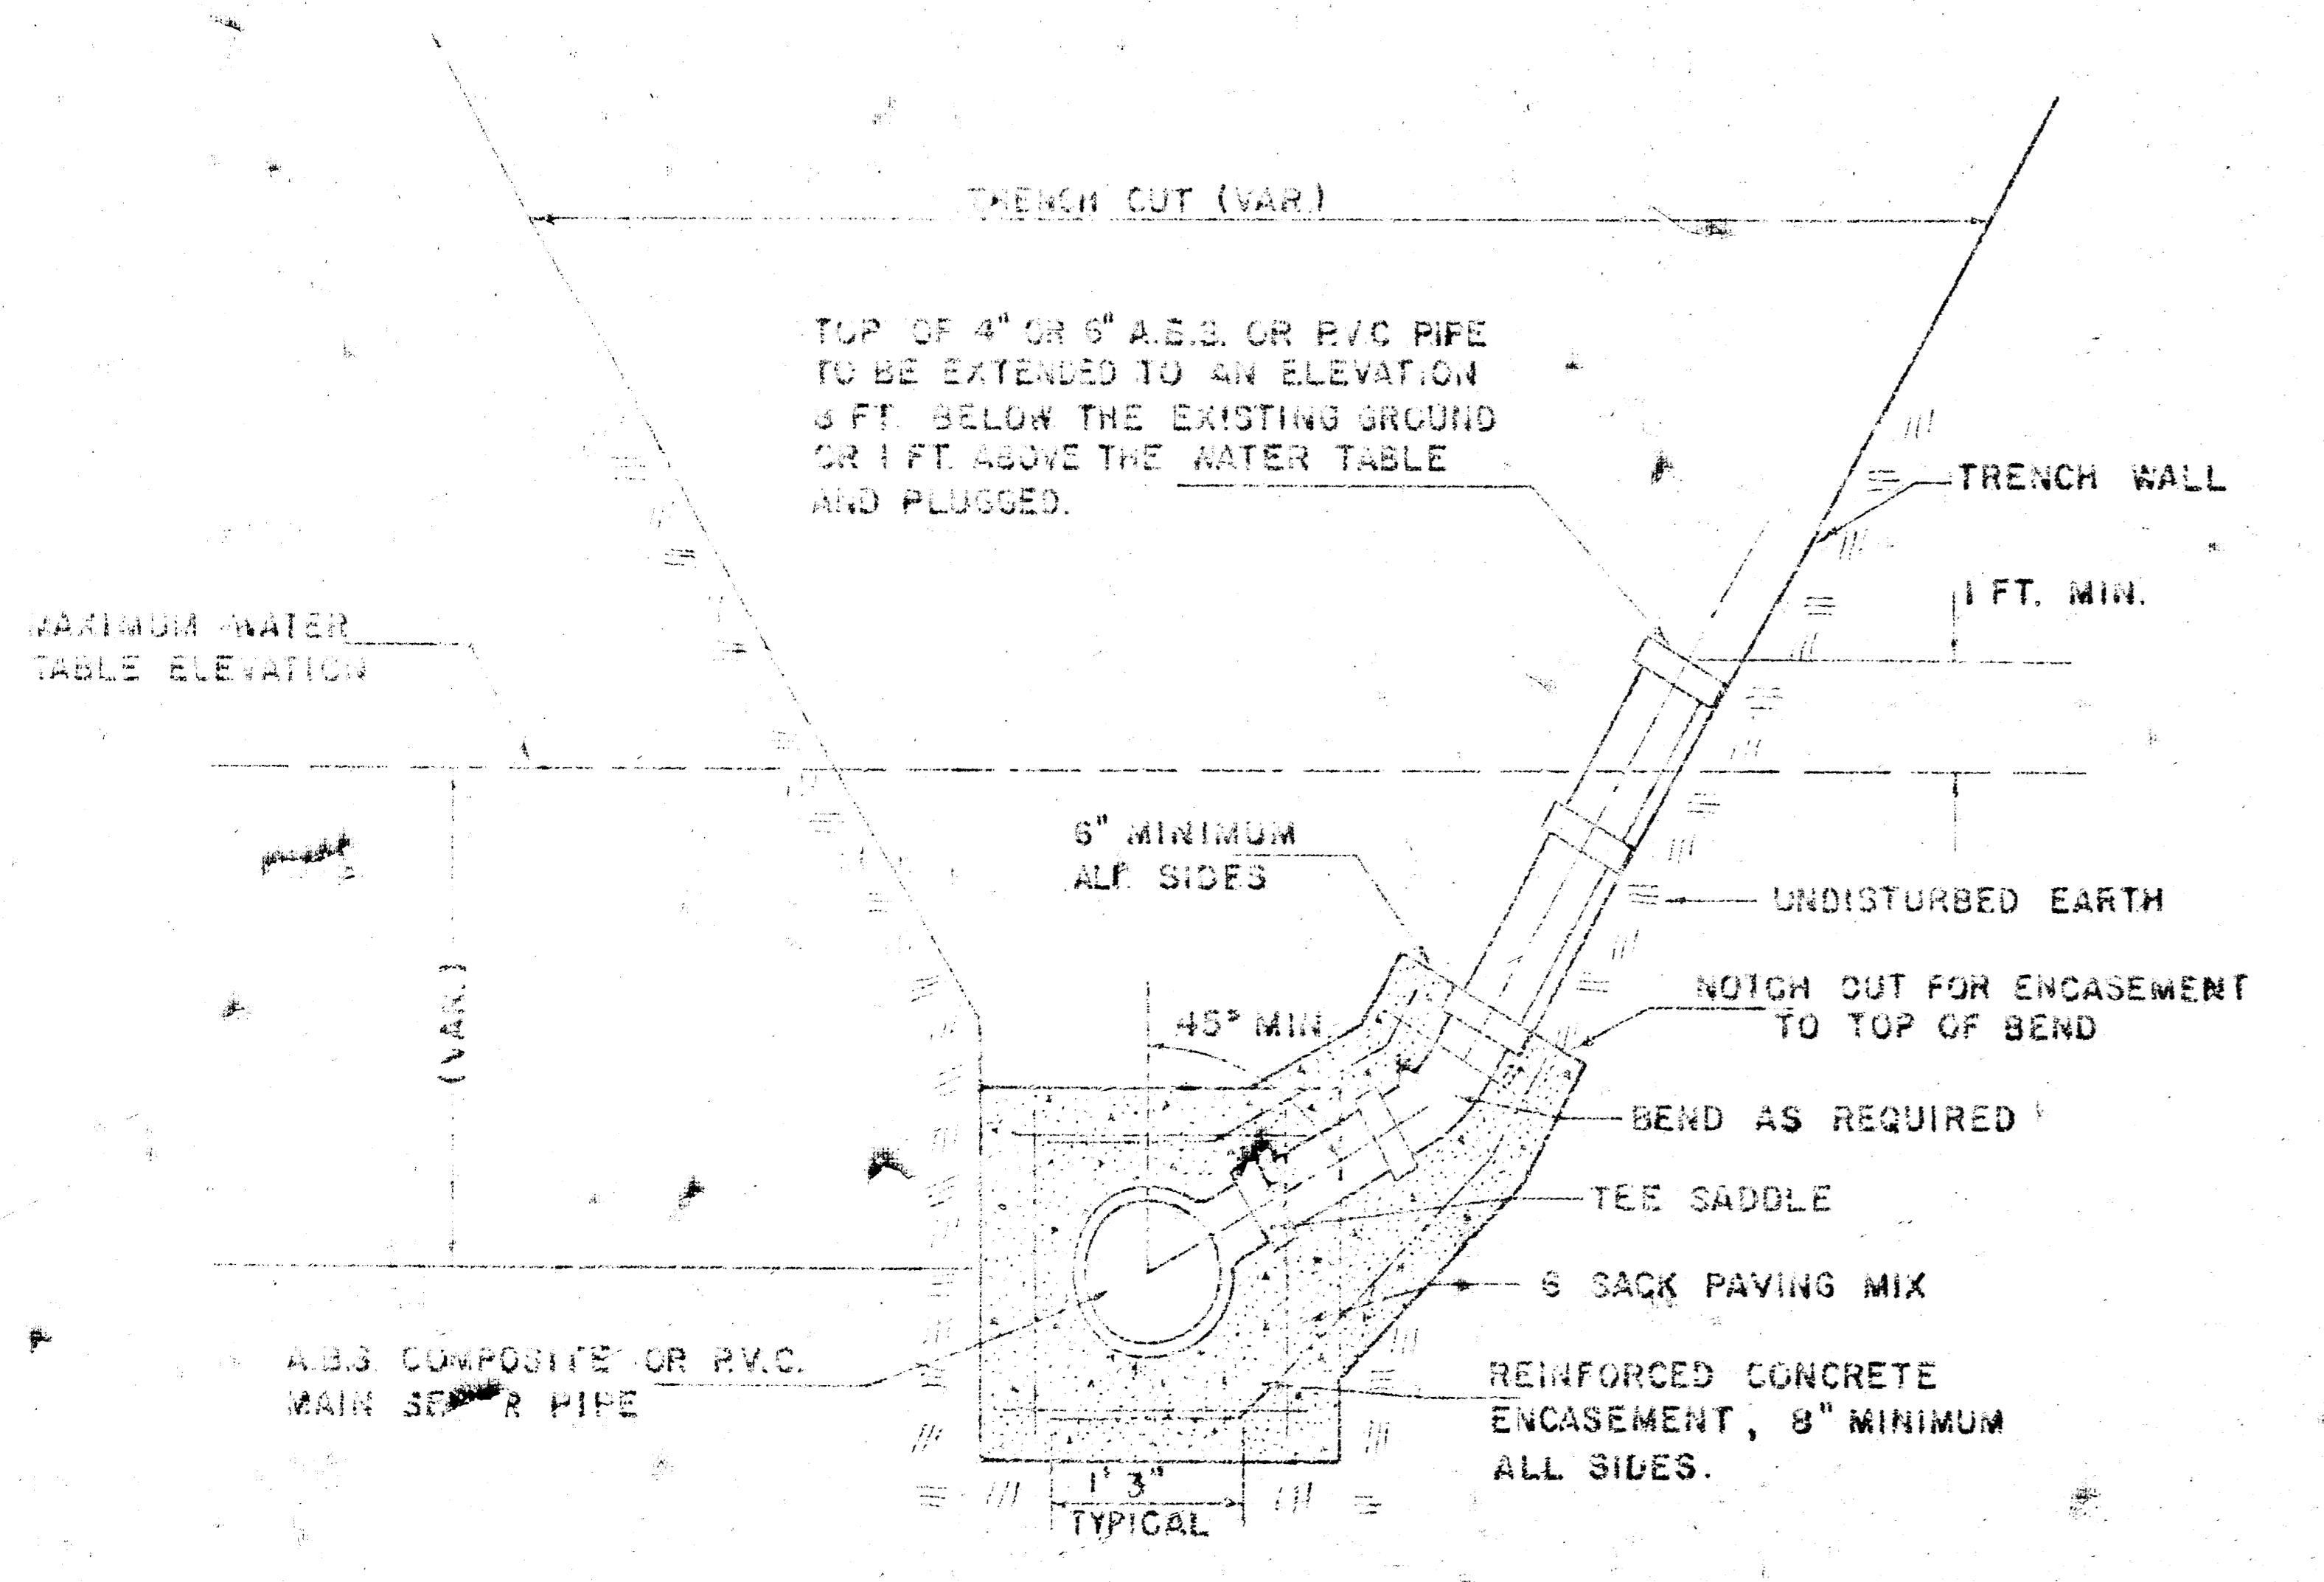 TRENCH CUT (VAR.)
TOP OF 4" OR 6" A.B.S. OR P.V.C PIPE
TO BE EXTENDED TO AN ELEVATION
FT. BELOW THE EXISTING GROUND
OR 1 FT. ABOVE THE WATER TABLE
AND PLUGGED.
TRENCH WALL
1 FT. MIN.
MAXIMUM WATER
TABLE ELEVATION
6" MINIMUM
ALL SIDES
UNDISTURBED EARTH
(VAR.)
45° MIN.
NOTCH OUT FOR ENCASEMENT
TO TOP OF BEND
BEND AS REQUIRED
TEE SADDLE
6 SACK PAVING MIX
A.B.S. COMPOSITE OR P.V.C.
MAIN SEWER PIPE
REINFORCED CONCRETE
ENCASEMENT, 8" MINIMUM
ALL SIDES.
1' 3"
TYPICAL